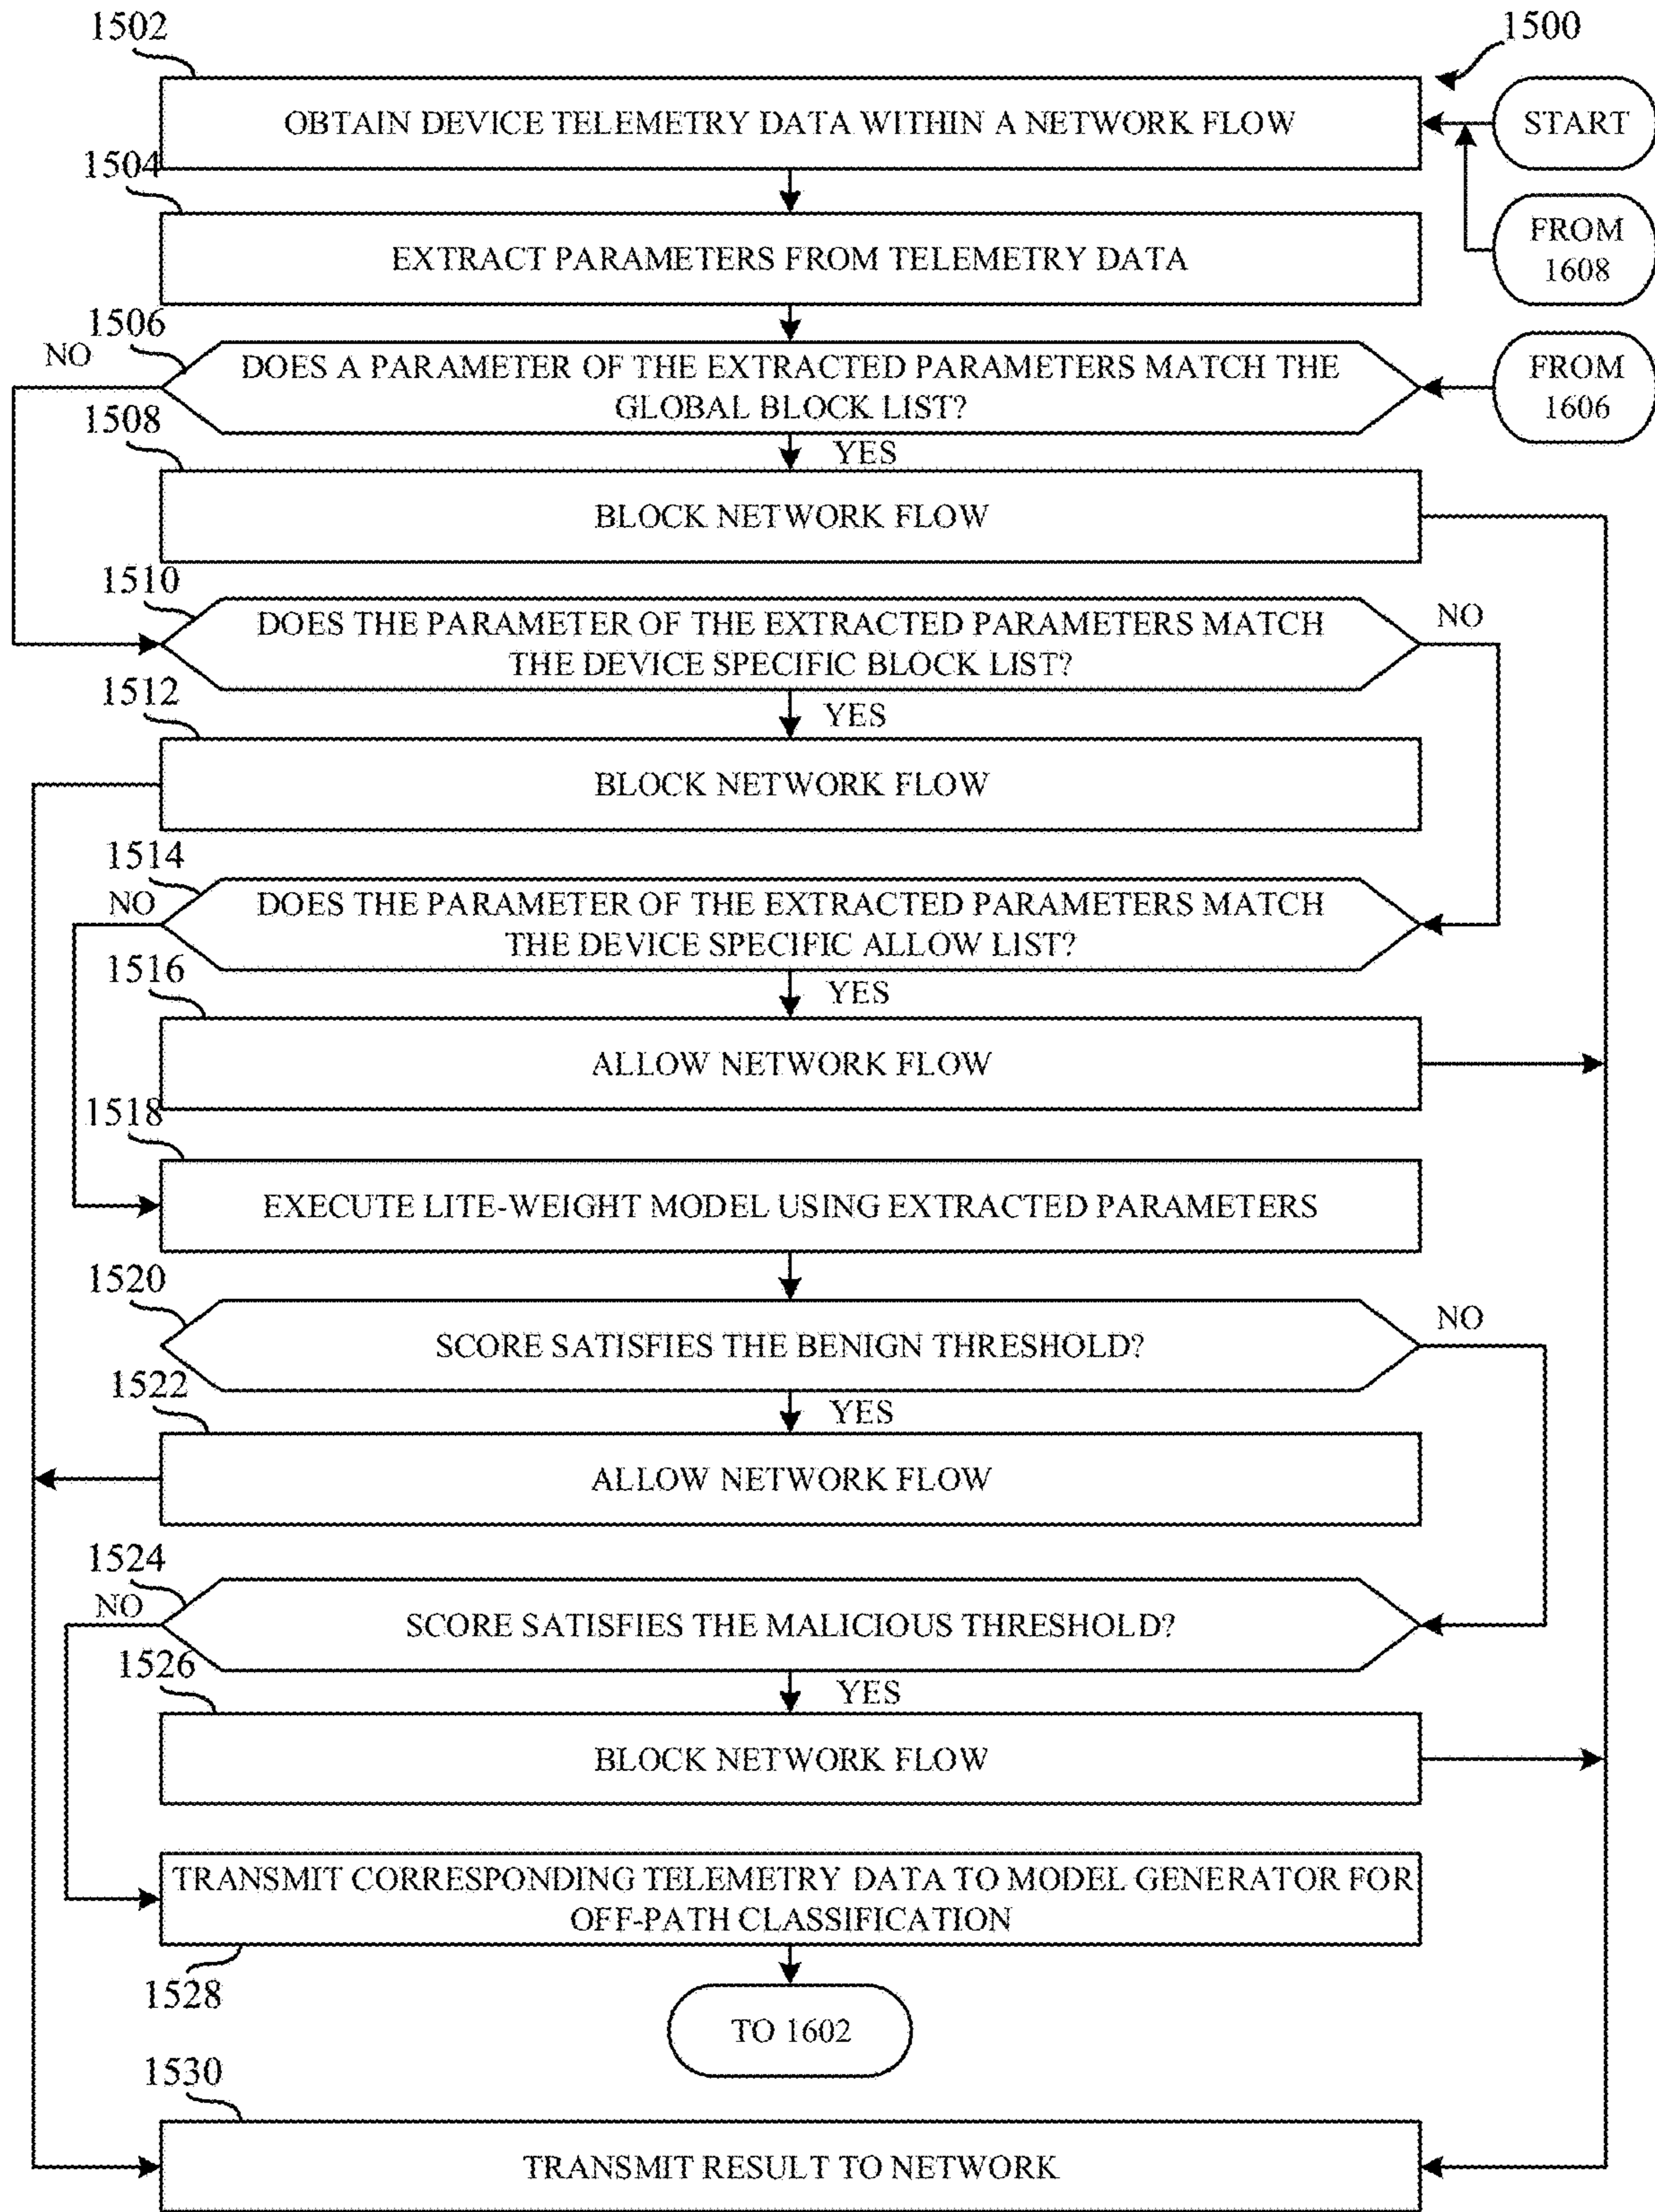 1502
1500
OBTAIN DEVICE TELEMETRY DATA WITHIN A NETWORK FLOW
START
1504
EXTRACT PARAMETERS FROM TELEMETRY DATA
FROM
1608
1506
NO
DOES A PARAMETER OF THE EXTRACTED PARAMETERS MATCH THE
GLOBAL BLOCK LIST?
FROM
1606
1508
YES
BLOCK NETWORK FLOW
1510
DOES THE PARAMETER OF THE EXTRACTED PARAMETERS MATCH
THE DEVICE SPECIFIC BLOCK LIST?
NO
1512
YES
BLOCK NETWORK FLOW
1514
NO
DOES THE PARAMETER OF THE EXTRACTED PARAMETERS MATCH
THE DEVICE SPECIFIC ALLOW LIST?
1516
YES
ALLOW NETWORK FLOW
1518
EXECUTE LITE-WEIGHT MODEL USING EXTRACTED PARAMETERS
1520
SCORE SATISFIES THE BENIGN THRESHOLD?
NO
1522
YES
ALLOW NETWORK FLOW
1524
NO
SCORE SATISFIES THE MALICIOUS THRESHOLD?
1526
YES
BLOCK NETWORK FLOW
TRANSMIT CORRESPONDING TELEMETRY DATA TO MODEL GENERATOR FOR
OFF-PATH CLASSIFICATION
1528
TO 1602
1530
TRANSMIT RESULT TO NETWORK